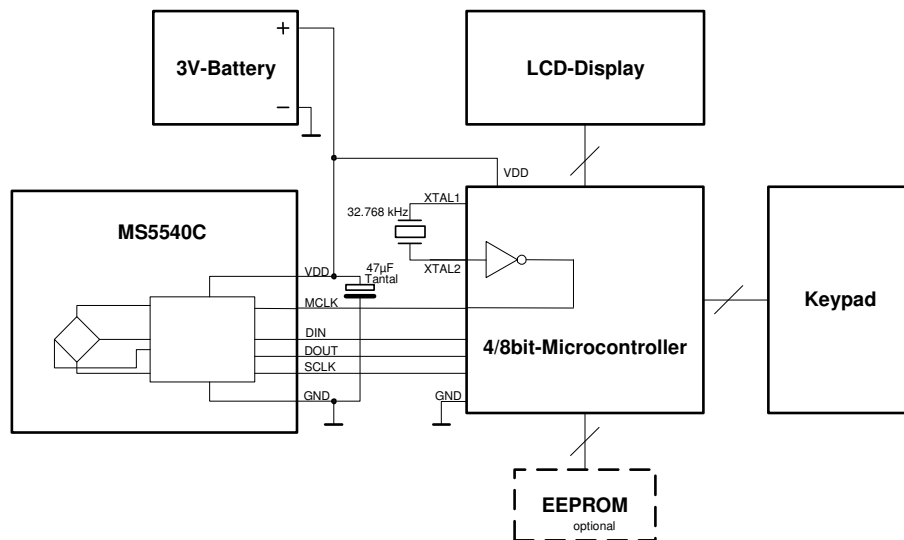 +
3V-Battery
−
LCD-Display
VDD
MS5540C
XTAL1
32.768 kHz
XTAL2
VDD
47µF
Tantal
MCLK
DIN
DOUT
SCLK
GND
4/8bit-Microcontroller
GND
Keypad
EEPROM
optional